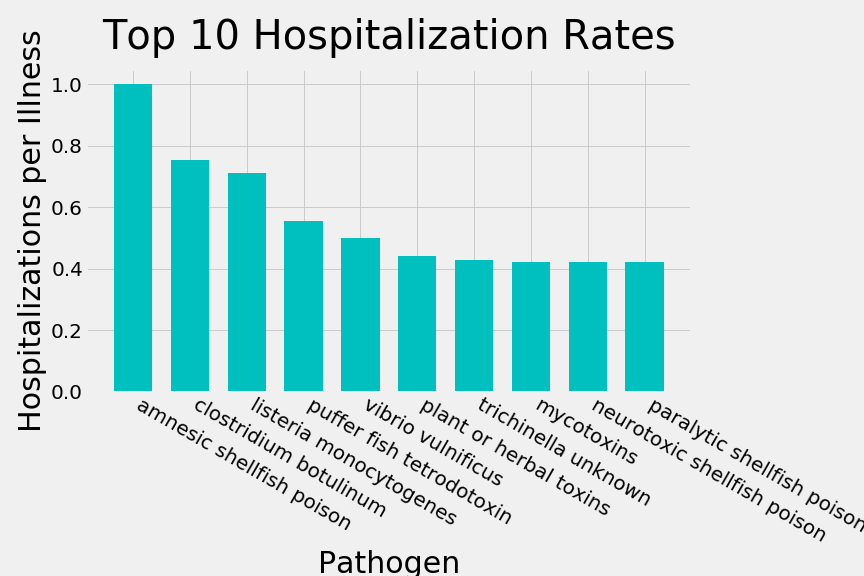 Top 10 Hospitalization Rates
Hospitalizations per Illness
1.0
0.8
0.6
0.4
0.2
0.0
amnesic shellfish poison
clostridium botulinum
listeria monocytogenes
puffer fish tetrodotoxin
vibrio vulnificus
plant or herbal toxins
trichinella unknown
mycotoxins
neurotoxic shellfish poison
paralytic shellfish poison
Pathogen